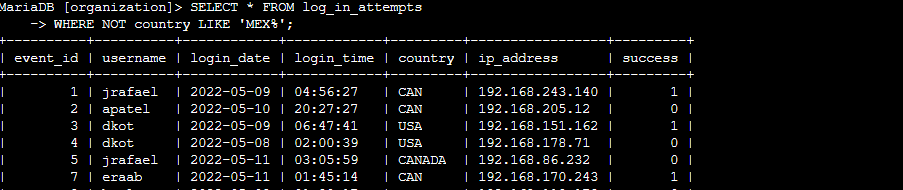 MariaDB [organization]> SELECT * FROM log_in_attempts
    -> WHERE NOT country LIKE 'MEX%';
+----------+----------+------------+------------+---------+-----------------+---------+
| event_id | username | login_date | login_time | country | ip_address      | success |
+----------+----------+------------+------------+---------+-----------------+---------+
|        1 | jrafael  | 2022-05-09 | 04:56:27   | CAN     | 192.168.243.140 |       1 |
|        2 | apatel   | 2022-05-10 | 20:27:27   | CAN     | 192.168.205.12  |       0 |
|        3 | dkot     | 2022-05-09 | 06:47:41   | USA     | 192.168.151.162 |       1 |
|        4 | dkot     | 2022-05-08 | 02:00:39   | USA     | 192.168.178.71  |       0 |
|        5 | jrafael  | 2022-05-11 | 03:05:59   | CANADA  | 192.168.86.232  |       0 |
|        7 | eraab    | 2022-05-11 | 01:45:14   | CAN     | 192.168.170.243 |       1 |